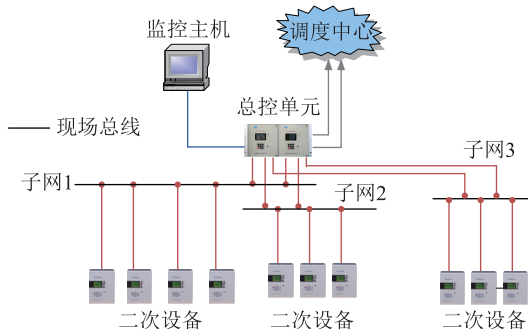 监控主机
调度中心
总控单元
现场总线
子网3
子网1
子网2
二次设备
二次设备
二次设备